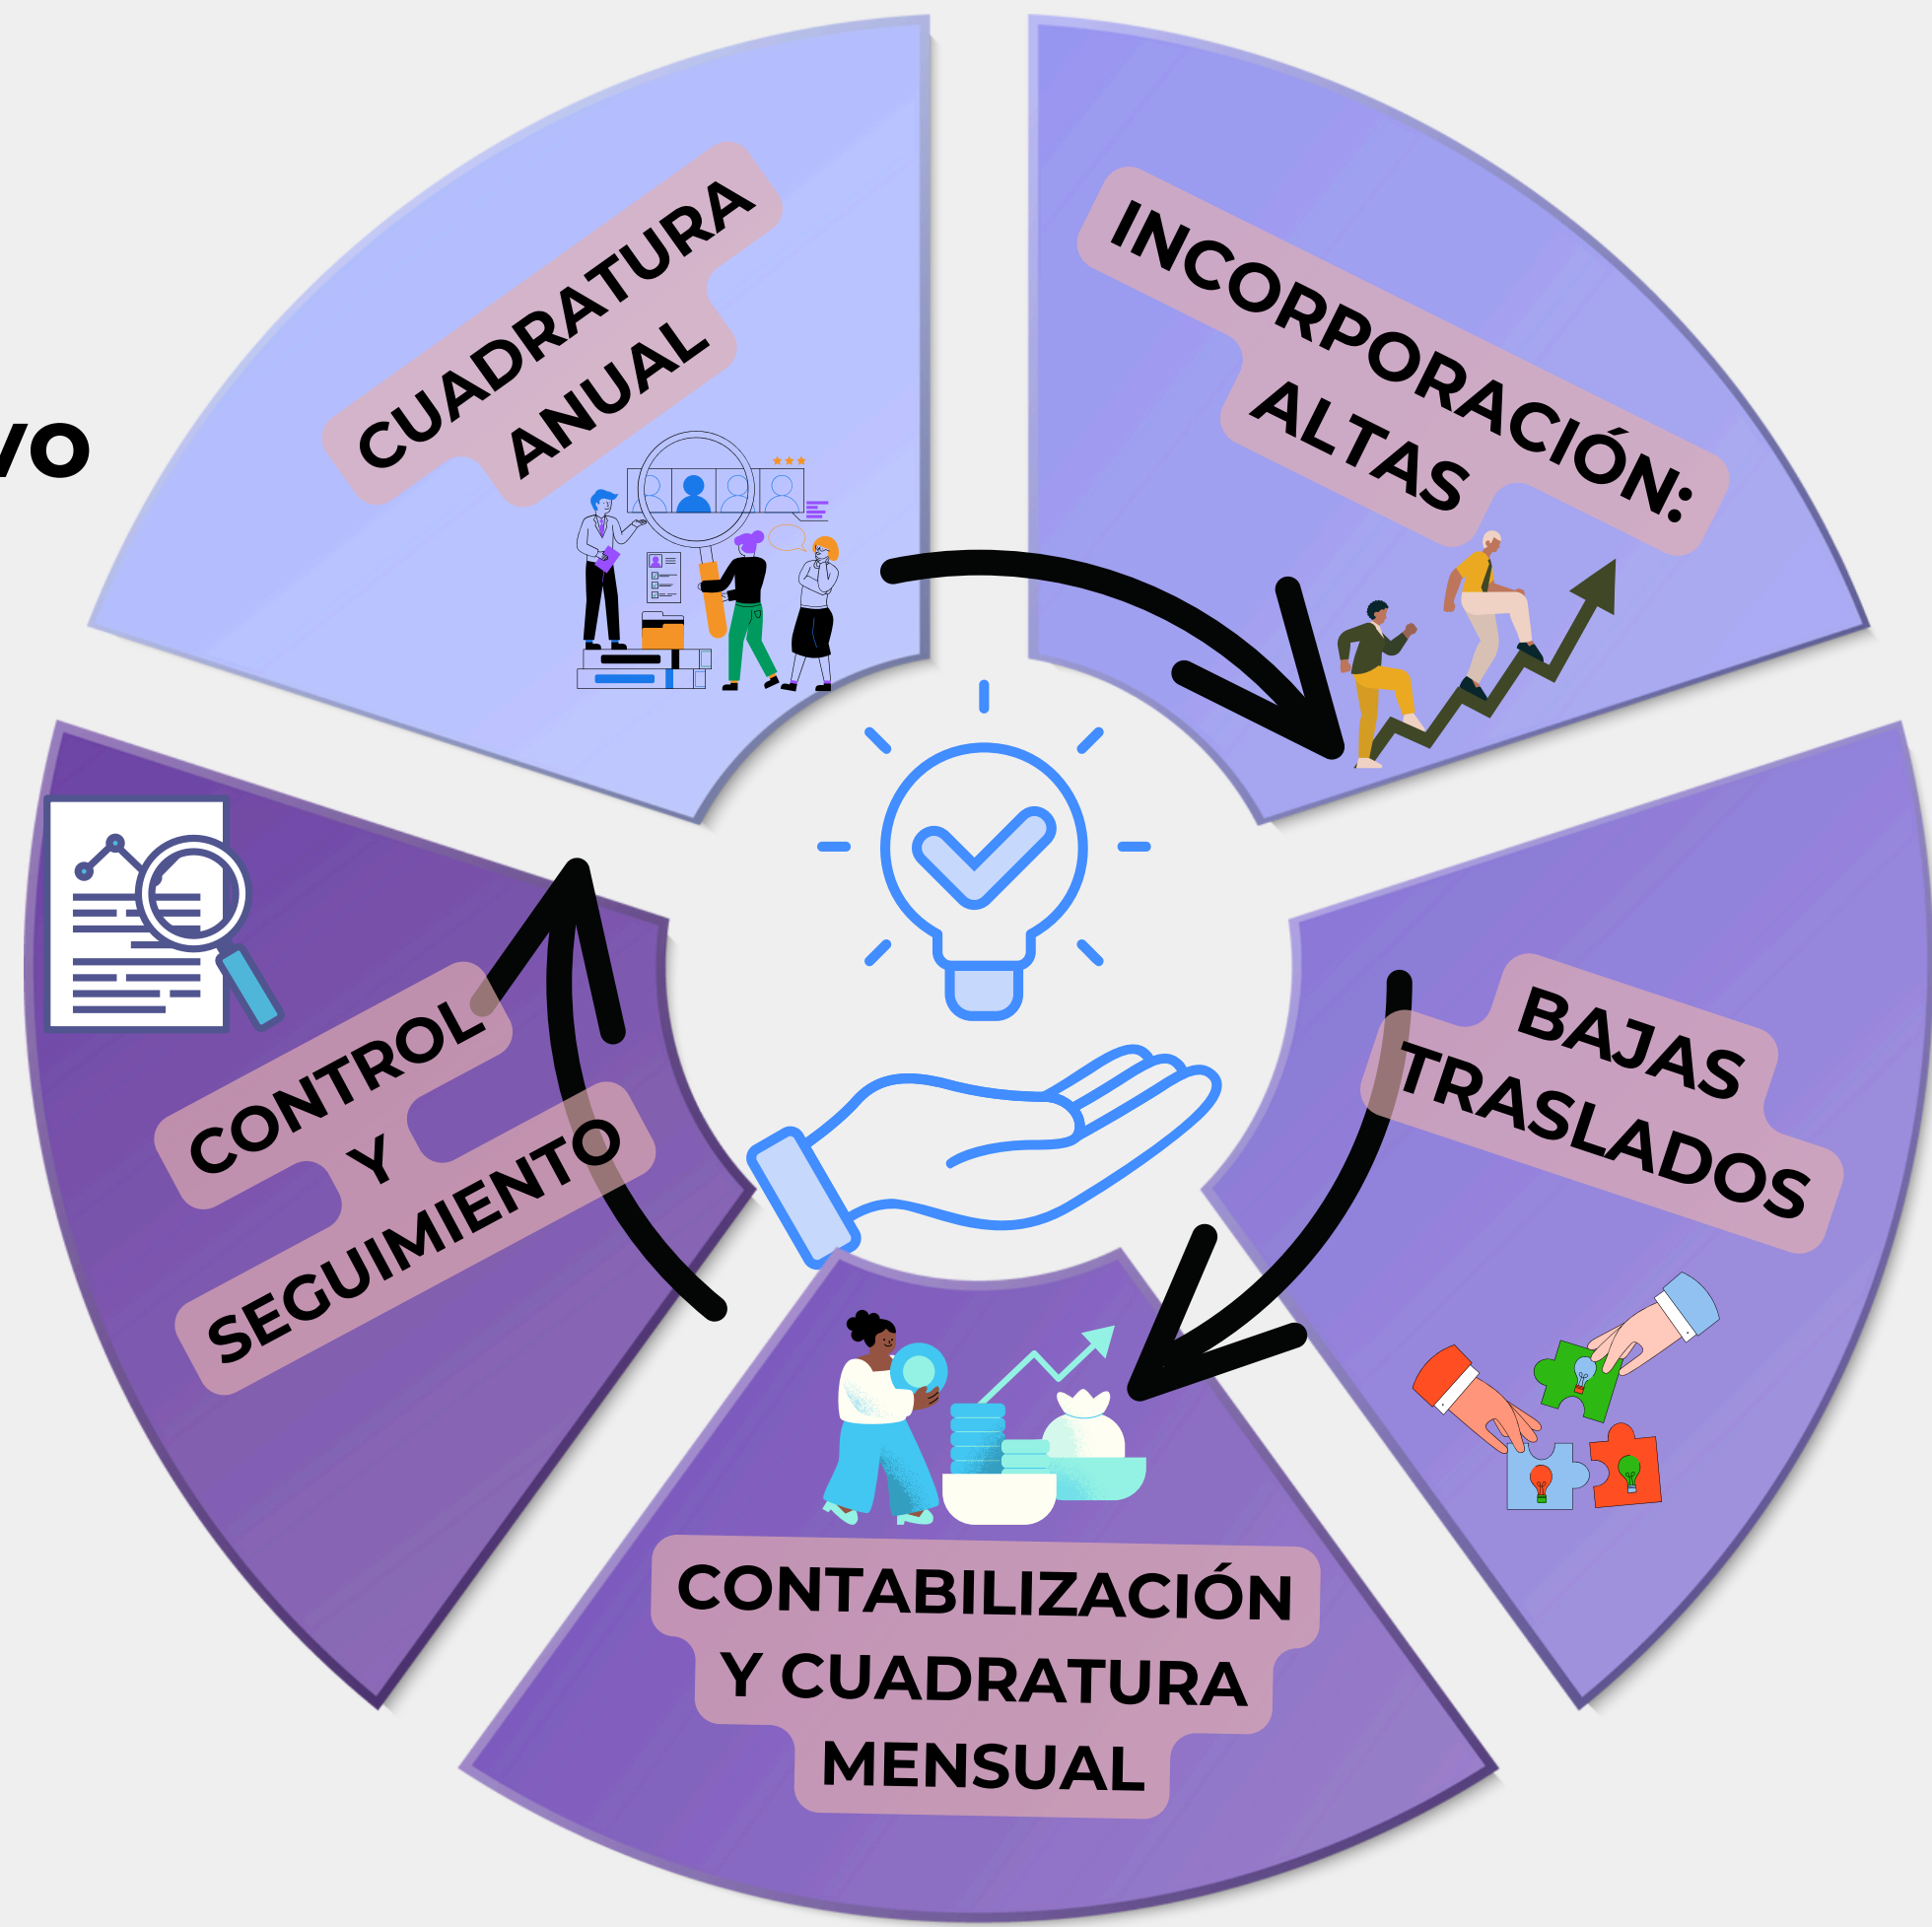 CUADRATURA
ANUAL
INCORPORACIÓN:
ALTAS
BAJAS
TRASLADOS
CONTABILIZACIÓN
Y CUADRATURA
MENSUAL
CONTROL
Y
SEGUIMIENTO